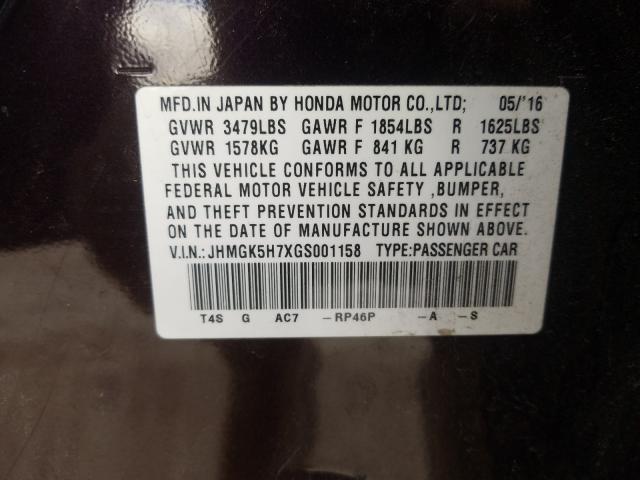 MFD.IN JAPAN BY HONDA MOTOR CO.,LTD; 05/'16
GVWR 3479LBS GAWR F 1854LBS R 1625LBS
GVWR 1578KG GAWR F 841 KG R 737 KG
THIS VEHICLE CONFORMS TO ALL APPLICABLE
FEDERAL MOTOR VEHICLE SAFETY ,BUMPER,
AND THEFT PREVENTION STANDARDS IN EFFECT
ON THE DATE OF MANUFACTURE SHOWN ABOVE.
V.I.N.:JHMGK5H7XGS001158 TYPE:PASSENGER CAR
T4S G AC7 -RP46P -A -S